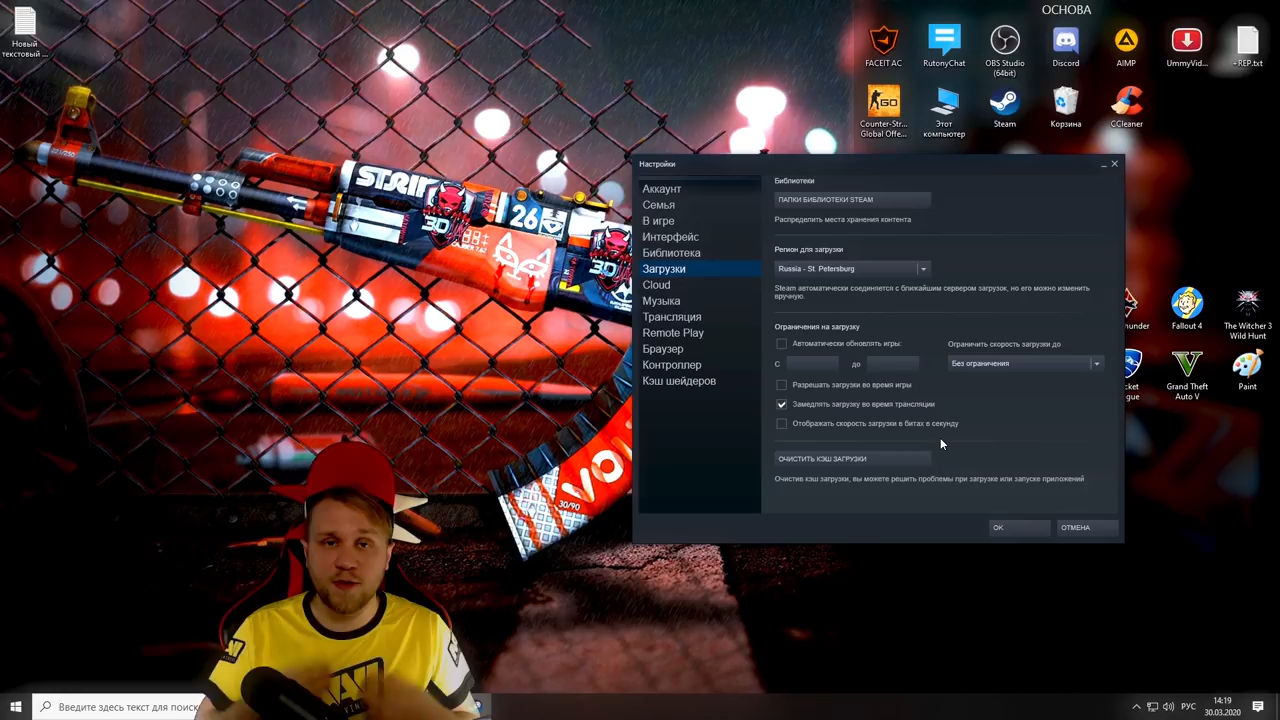 ОСНОВА
Новый
текстовый ...
FACEIT AC
RutonyChat
OBS Studio
(64bit)
Discord
AIMP
UmmyVid...
+REP.txt
Counter-Str...
Global Offe...
Этот
компьютер
Steam
Корзина
CCleaner
Fallout 4
The Witcher 3
Wild Hunt
Grand Theft
Auto V
Paint
26
30/90
Настройки
Аккаунт
Семья
В игре
Интерфейс
Библиотека
Загрузки
Cloud
Музыка
Трансляция
Remote Play
Браузер
Контроллер
Кэш шейдеров
Библиотеки
ПАПКИ БИБЛИОТЕКИ STEAM
Распределить места хранения контента
Регион для загрузки
Russia - St. Petersburg
Steam автоматически соединяется с ближайшим сервером загрузок, но его можно изменить
вручную.
Ограничения на загрузку
Автоматически обновлять игры:
С до
Ограничить скорость загрузки до
Без ограничения
Разрешать загрузки во время игры
Замедлять загрузку во время трансляции
Отображать скорость загрузки в битах в секунду
ОЧИСТИТЬ КЭШ ЗАГРУЗКИ
Очистив кэш загрузки, вы можете решить проблемы при загрузке или запуске приложений
OK
ОТМЕНА
NAVI
Введите здесь текст для поиск
РУС
14:19
30.03.2020